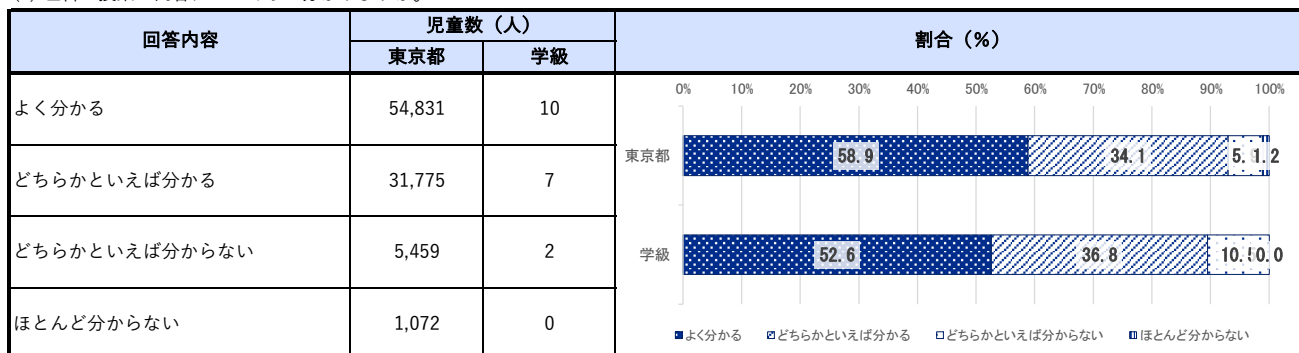 回答内容 児童数（人） 割合（%）
東京都 学級
0% 10% 20% 30% 40% 50% 60% 70% 80% 90% 100%
よく分かる 54,831 10
東京都 58.9 34.1 1.2
どちらかといえば分かる 31,775 7
どちらかといえば分からない 5,459 2
学級 52.6 36.8 0.0
ほとんど分からない 1,072 0
よく分かる どちらかといえば分かる どちらかといえば分からない ほとんど分からない